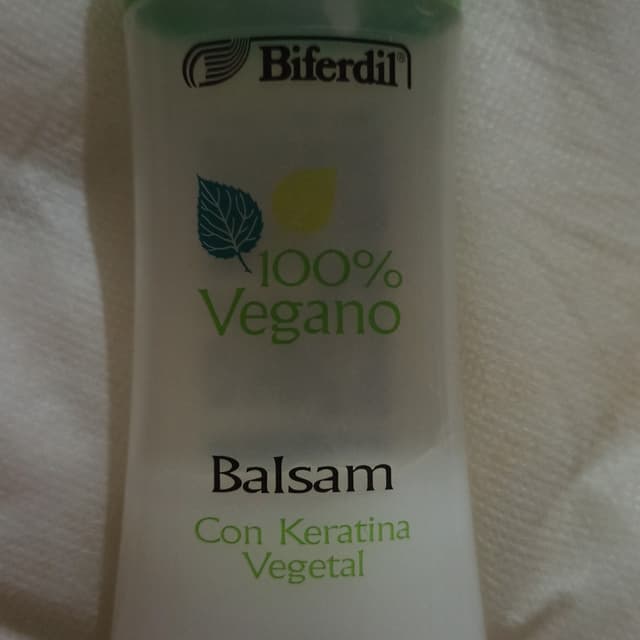 Biferdil®
100%
Vegano
Balsam
Con Keratina
Vegetal